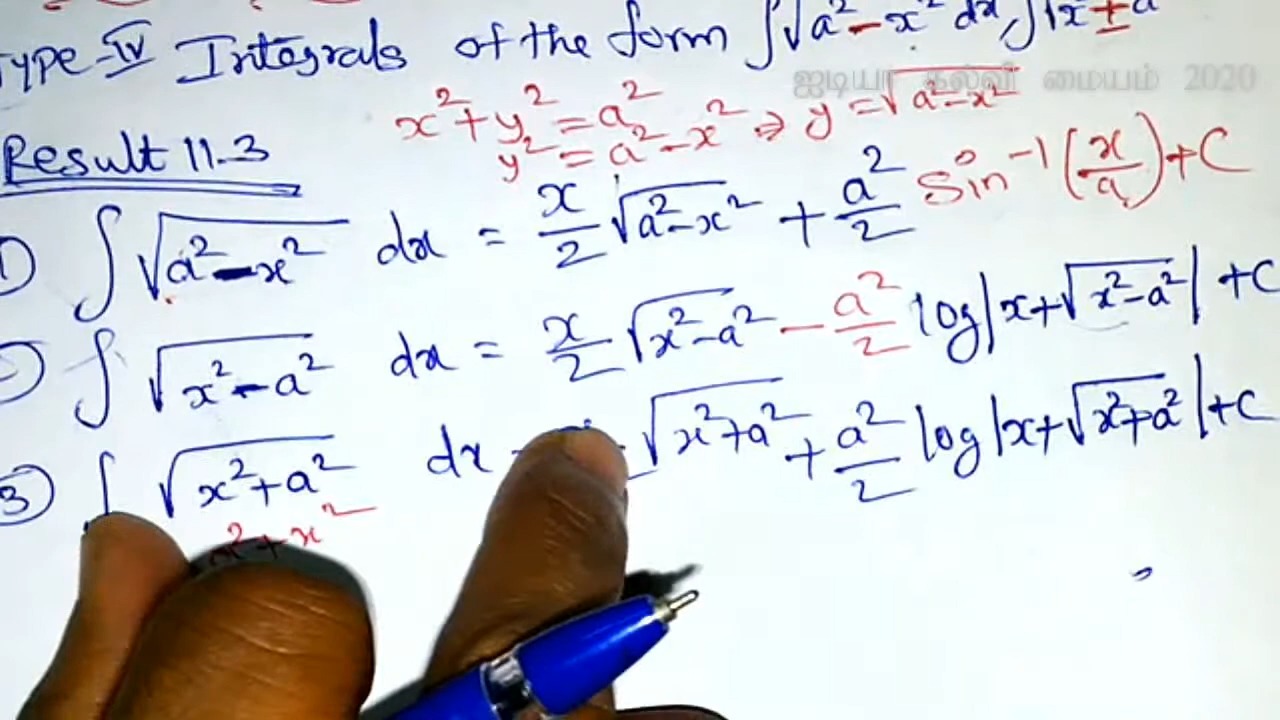 Type-IV Integrals of the form ∫√a²-x² dx, ∫√x²±a²
ஐடியா கல்வி மையம் 2020
x²+y²=a²
y²=a²-x² ⇒ y=√a²-x²
Result 11.3
1) ∫√a²-x² dx = x/2 √a²-x² + a²/2 sin⁻¹(x/a)+C
∫√x²-a² dx = x/2 √x²-a² - a²/2 log|x+√x²-a²| +C
3) ∫√x²+a² dx √x²+a² + a²/2 log|x+√x²+a²|+C
a²+x²